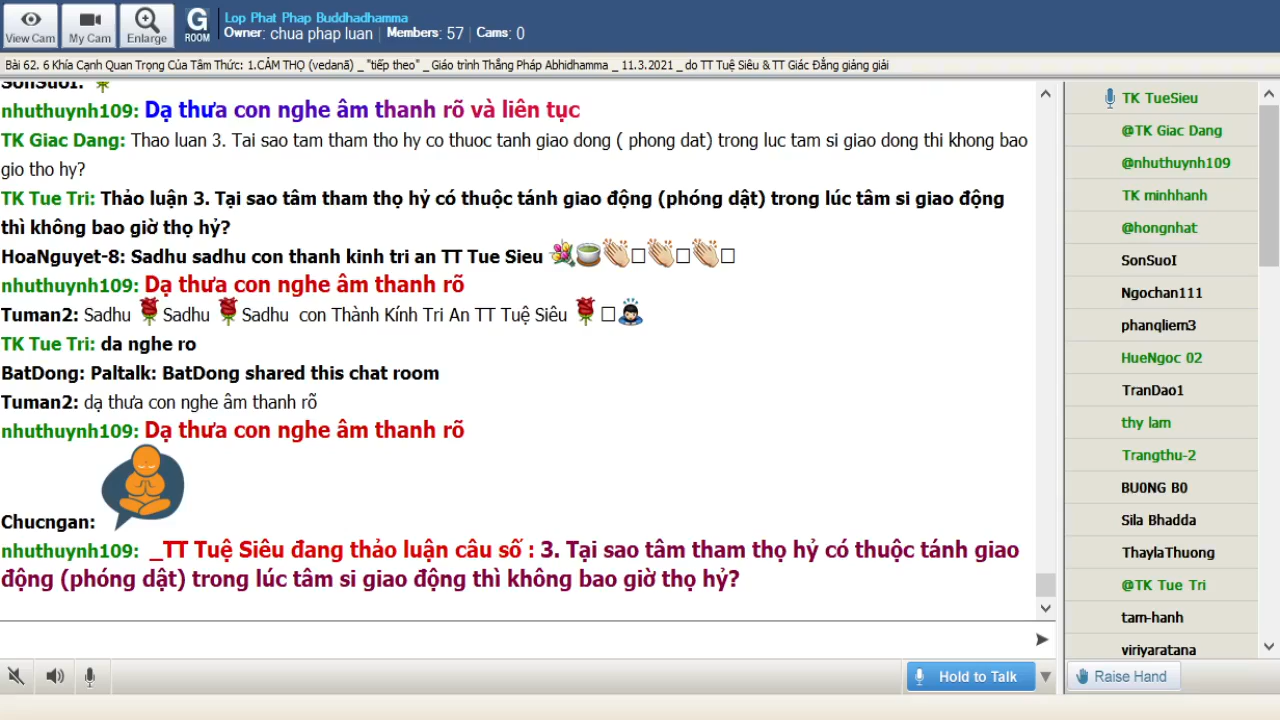 View Cam
My Cam
Enlarge
G
ROOM
Lop Phat Phap Buddhadhamma
Owner: chua phap luan | Members: 57 | Cams: 0
Bài 62. 6 Khía Cạnh Quan Trọng Của Tâm Thức: 1.CẢM THỌ (vedanā) _ "tiếp theo" _ Giáo trình Thắng Pháp Abhidhamma _ 11.3.2021 _ do TT Tuệ Siêu & TT Giác Đẳng giảng giải
SonSuoI:
nhuthuynh109: Dạ thưa con nghe âm thanh rõ và liên tục
TK Giac Dang: Thao luan 3. Tai sao tam tham tho hy co thuoc tanh giao dong ( phong dat) trong luc tam si giao dong thi khong bao
gio tho hy?
TK Tue Tri: Thảo luận 3. Tại sao tâm tham thọ hỷ có thuộc tánh giao động (phóng dật) trong lúc tâm si giao động
thì không bao giờ thọ hỷ?
HoaNguyet-8: Sadhu sadhu con thanh kinh tri an TT Tue Sieu
nhuthuynh109: Dạ thưa con nghe âm thanh rõ
Tuman2: Sadhu Sadhu Sadhu con Thành Kính Tri An TT Tuệ Siêu
TK Tue Tri: da nghe ro
BatDong: Paltalk: BatDong shared this chat room
Tuman2: dạ thưa con nghe âm thanh rõ
nhuthuynh109: Dạ thưa con nghe âm thanh rõ
Chucngan:
nhuthuynh109: _TT Tuệ Siêu đang thảo luận câu số : 3. Tại sao tâm tham thọ hỷ có thuộc tánh giao
động (phóng dật) trong lúc tâm si giao động thì không bao giờ thọ hỷ?
Hold to Talk
TK TueSieu
@TK Giac Dang
@nhuthuynh109
TK minhhanh
@hongnhat
SonSuoI
Ngochan111
phanqliem3
HueNgoc 02
TranDao1
thy lam
Trangthu-2
BU0NG B0
Sila Bhadda
ThaylaThuong
@TK Tue Tri
tam-hanh
viriyaratana
Raise Hand